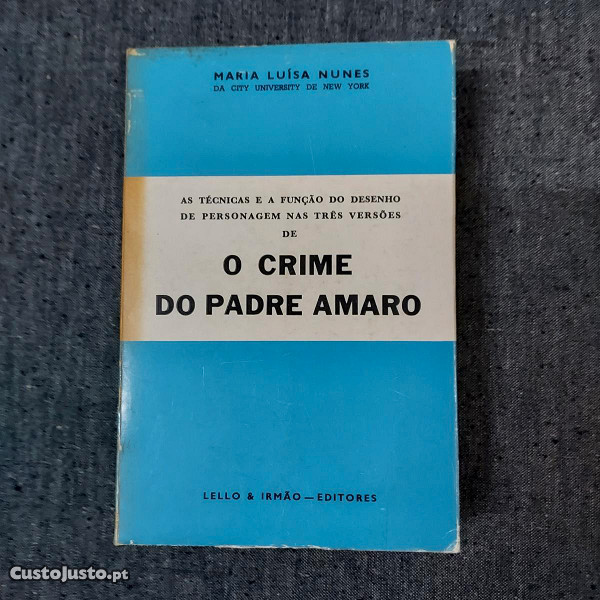 MARIA LUÍSA NUNES
DA CITY UNIVERSITY DE NEW YORK
AS TÉCNICAS E A FUNÇÃO DO DESENHO
DE PERSONAGEM NAS TRÊS VERSÕES
DE
O CRIME
DO PADRE AMARO
LELLO & IRMÃO—EDITORES
CustoJusto.pt